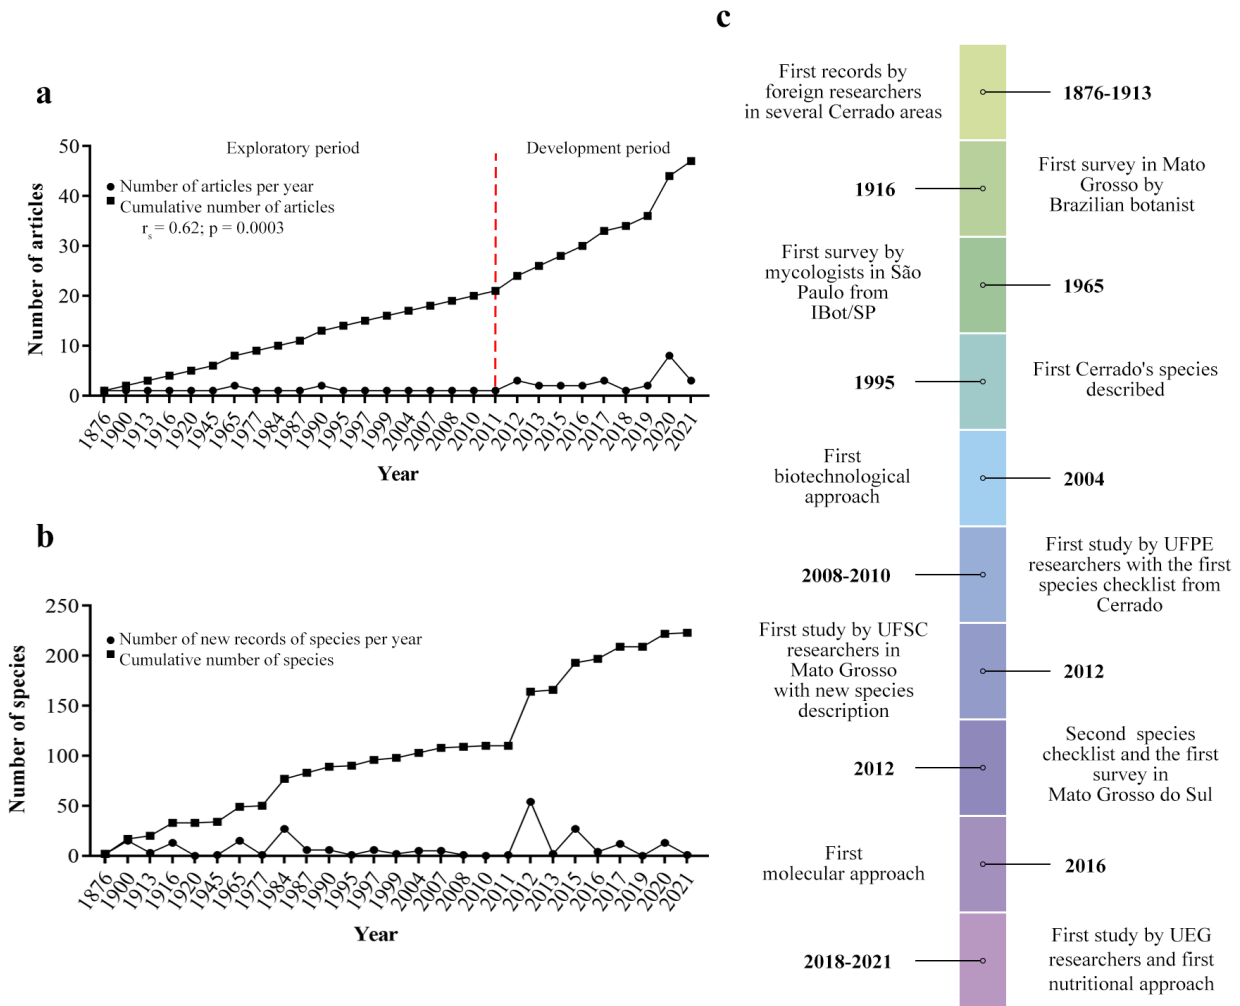 a
Exploratory period
Development period
Number of articles per year
Cumulative number of articles
r_s = 0.62; p = 0.0003
Number of articles
50
40
30
20
10
0
1876
1900
1913
1916
1920
1945
1965
1977
1984
1987
1990
1995
1997
1999
2004
2007
2008
2010
2011
2012
2013
2015
2016
2017
2018
2019
2020
2021
Year
b
Number of new records of species per year
Cumulative number of species
Number of species
250
200
150
100
50
0
1876
1900
1913
1916
1920
1945
1965
1977
1984
1987
1990
1995
1997
1999
2004
2007
2008
2010
2011
2012
2013
2015
2016
2017
2019
2020
2021
Year
c
First records by
foreign researchers
in several Cerrado areas
1876-1913
1916
First survey in Mato
Grosso by
Brazilian botanist
First survey by
mycologists in São
Paulo from
IBot/SP
1965
1995
First Cerrado's species
described
First
biotechnological
approach
2004
2008-2010
First study by UFPE
researchers with the first
species checklist from
Cerrado
First study by UFSC
researchers in
Mato Grosso
with new species
description
2012
2012
Second species
checklist and the first
survey in
Mato Grosso do Sul
First
molecular approach
2016
2018-2021
First study by UEG
researchers and first
nutritional approach